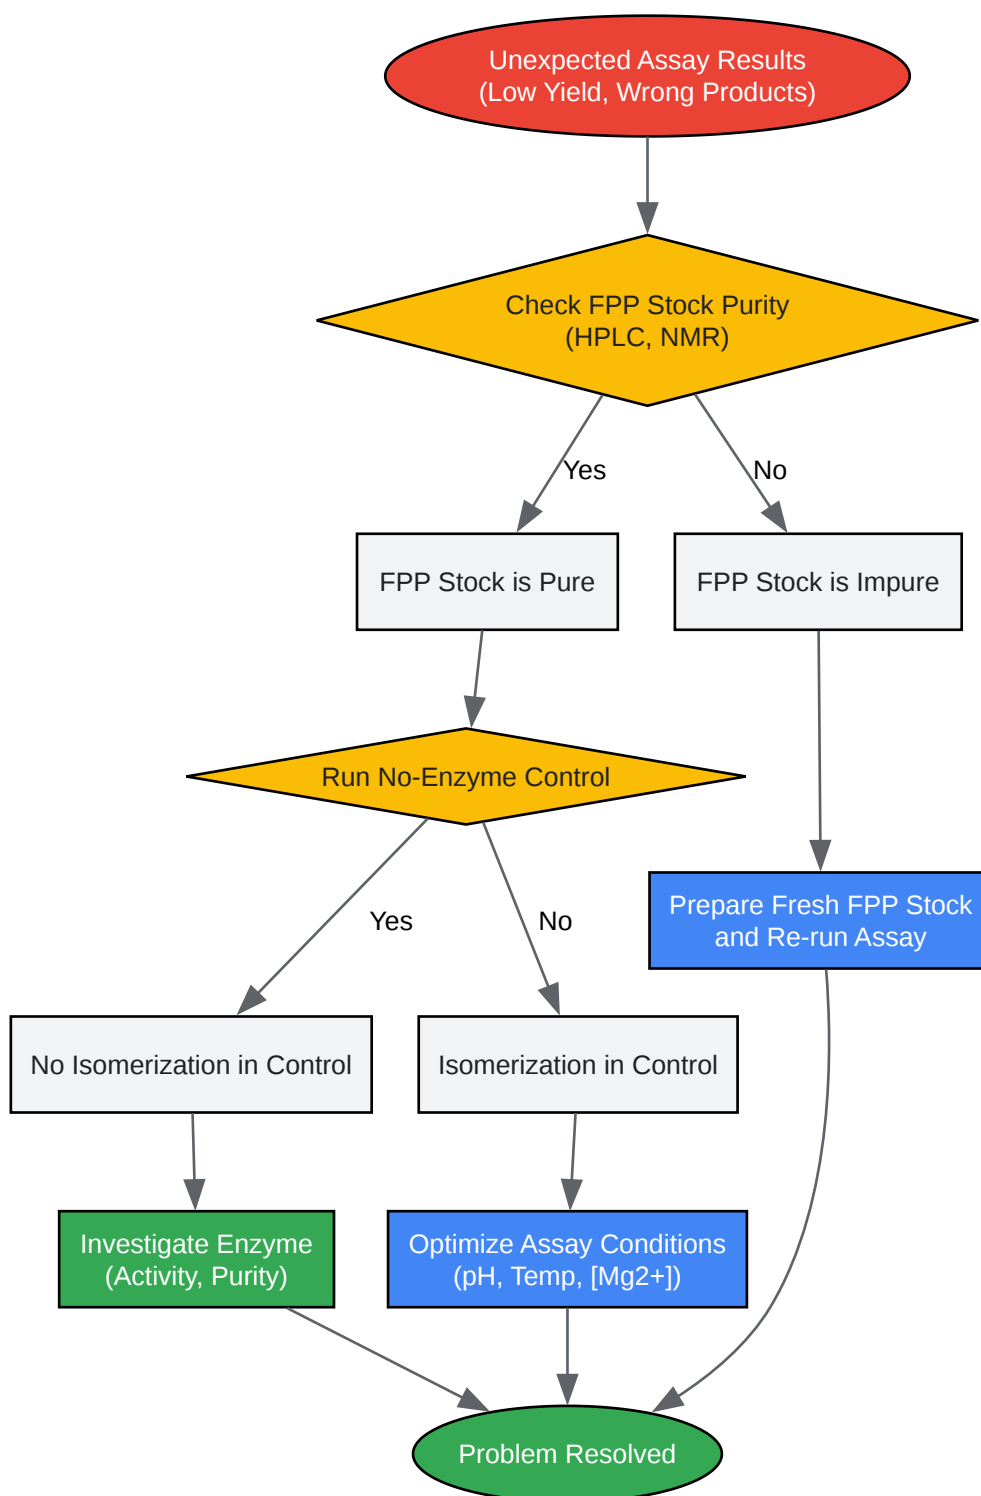 Unexpected Assay Results
(Low Yield, Wrong Products)
Check FPP Stock Purity
(HPLC, NMR)
Yes
No
FPP Stock is Pure
FPP Stock is Impure
Run No-Enzyme Control
Prepare Fresh FPP Stock
and Re-run Assay
Yes
No
No Isomerization in Control
Isomerization in Control
Investigate Enzyme
(Activity, Purity)
Optimize Assay Conditions
(pH, Temp, [Mg2+])
Problem Resolved